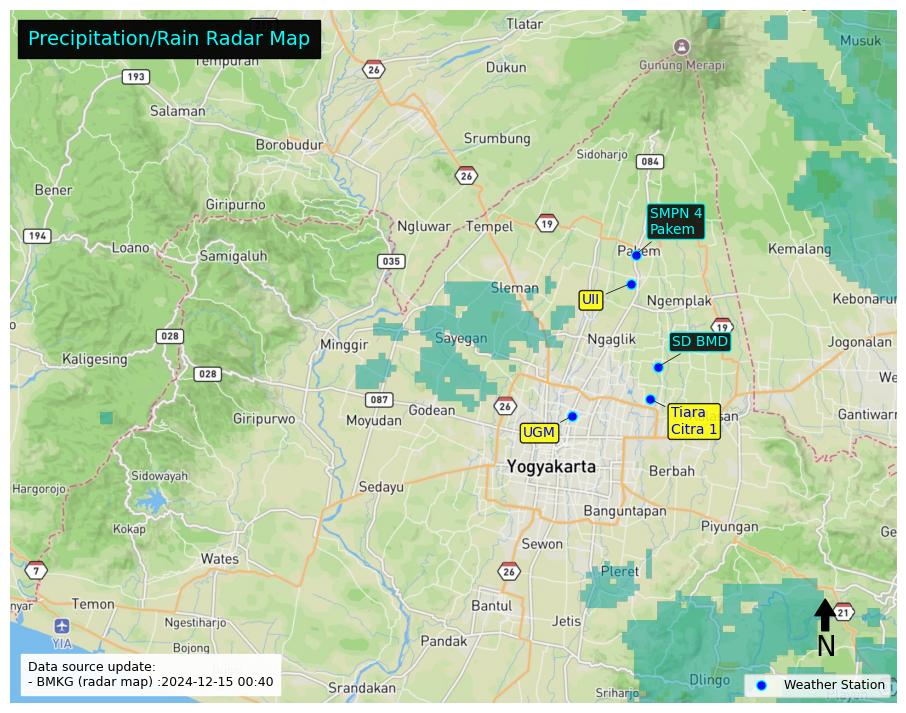 Precipitation/Rain Radar Map
Tlatar
Musuk
Tempuran
26
193
Dukun
Gunung Merapi
Salaman
Borobudur
Srumbung
Sidoharjo
084
26
Bener
Giripurno
SMPN 4
Pakem
19
Ngluwar
Tempel
194
Loano
Samigaluh
035
Pakem
Kemalang
Sleman
UII
Ngemplak
Kebonaru
19
028
Minggir
Sayegan
Ngaglik
SD BMD
Jogonalan
Kaligesing
028
087
Godean
26
Giripurwo
Moyudan
Tiara
Citra 1
Gantiwarr
UGM
Yogyakarta
Berbah
Sidowayah
Hargorojo
Sedayu
Banguntapan
Kokap
Piyungan
Sewon
Wates
7
26
Pleret
Temon
Bantul
21
Ngestiharjo
Jetis
YIA
Bojong
Pandak
N
Data source update:
- BMKG (radar map) :2024-12-15 00:40
Dlingo
Srandakan
Sriharjo
Weather Station